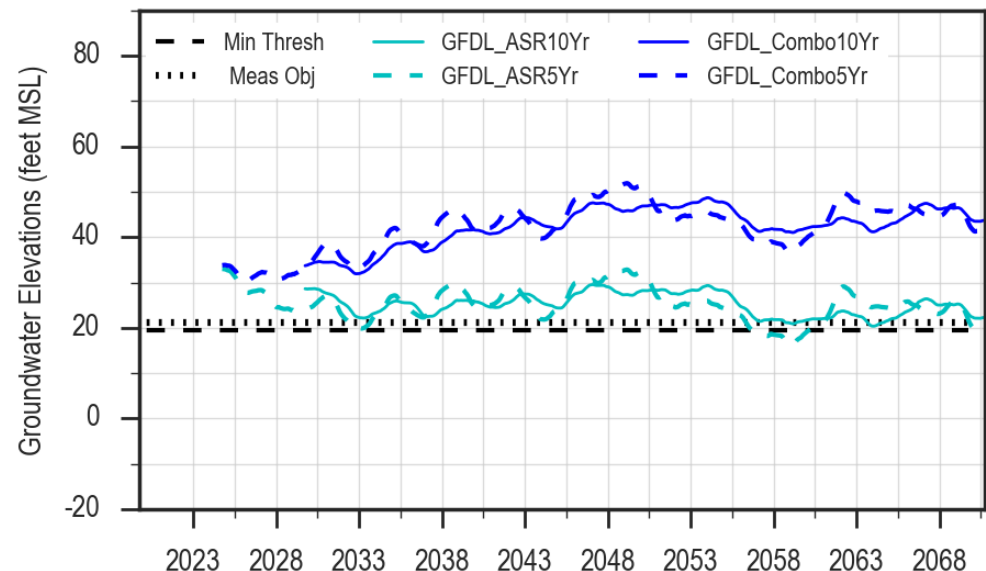 Min Thresh GFDL_ASR10Yr GFDL_Combo10Yr
Meas Obj GFDL_ASR5Yr GFDL_Combo5Yr
Groundwater Elevations (feet MSL)
80
60
40
20
0
-20
2023 2028 2033 2038 2043 2048 2053 2058 2063 2068